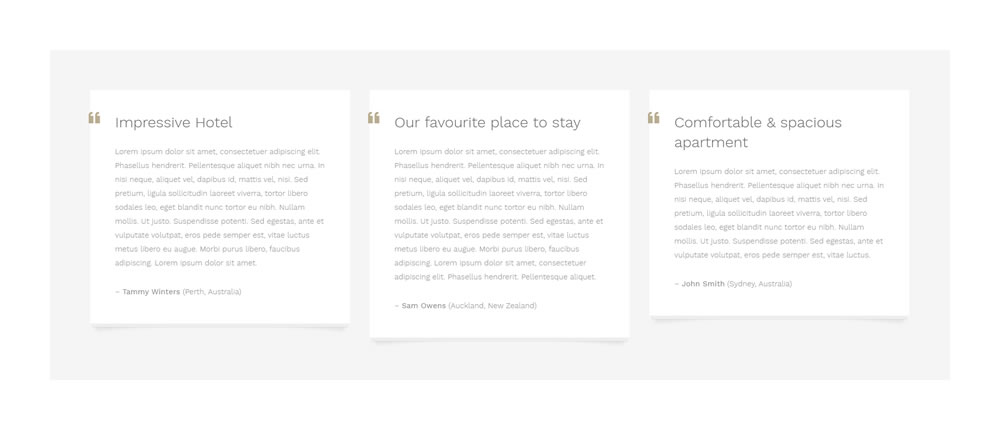 Impressive Hotel
Lorem ipsum dolor sit amet, consectetuer adipiscing elit.
Phasellus hendrerit. Pellentesque aliquet nibh nec urna. In
nisi neque, aliquet vel, dapibus id, mattis vel, nisi. Sed
pretium, ligula sollicitudin laoreet viverra, tortor libero
sodales leo, eget blandit nunc tortor eu nibh. Nullam
mollis. Ut justo. Suspendisse potenti. Sed egestas, ante et
vulputate volutpat, eros pede semper est, vitae luctus
metus libero eu augue. Morbi purus libero, faucibus
adipiscing. Lorem ipsum dolor sit amet.
– Tammy Winters (Perth, Australia)
Our favourite place to stay
Lorem ipsum dolor sit amet, consectetuer adipiscing elit.
Phasellus hendrerit. Pellentesque aliquet nibh nec urna. In
nisi neque, aliquet vel, dapibus id, mattis vel, nisi. Sed
pretium, ligula sollicitudin laoreet viverra, tortor libero
sodales leo, eget blandit nunc tortor eu nibh. Nullam
mollis. Ut justo. Suspendisse potenti. Sed egestas, ante et
vulputate volutpat, eros pede semper est, vitae luctus
metus libero eu augue. Morbi purus libero, faucibus
adipiscing. Lorem ipsum dolor sit amet, consectetuer
adipiscing elit. Phasellus hendrerit. Pellentesque aliquet.
– Sam Owens (Auckland, New Zealand)
Comfortable & spacious
apartment
Lorem ipsum dolor sit amet, consectetuer adipiscing elit.
Phasellus hendrerit. Pellentesque aliquet nibh nec urna. In
nisi neque, aliquet vel, dapibus id, mattis vel, nisi. Sed
pretium, ligula sollicitudin laoreet viverra, tortor libero
sodales leo, eget blandit nunc tortor eu nibh. Nullam
mollis. Ut justo. Suspendisse potenti. Sed egestas, ante et
vulputate volutpat, eros pede semper est, vitae luctus.
– John Smith (Sydney, Australia)